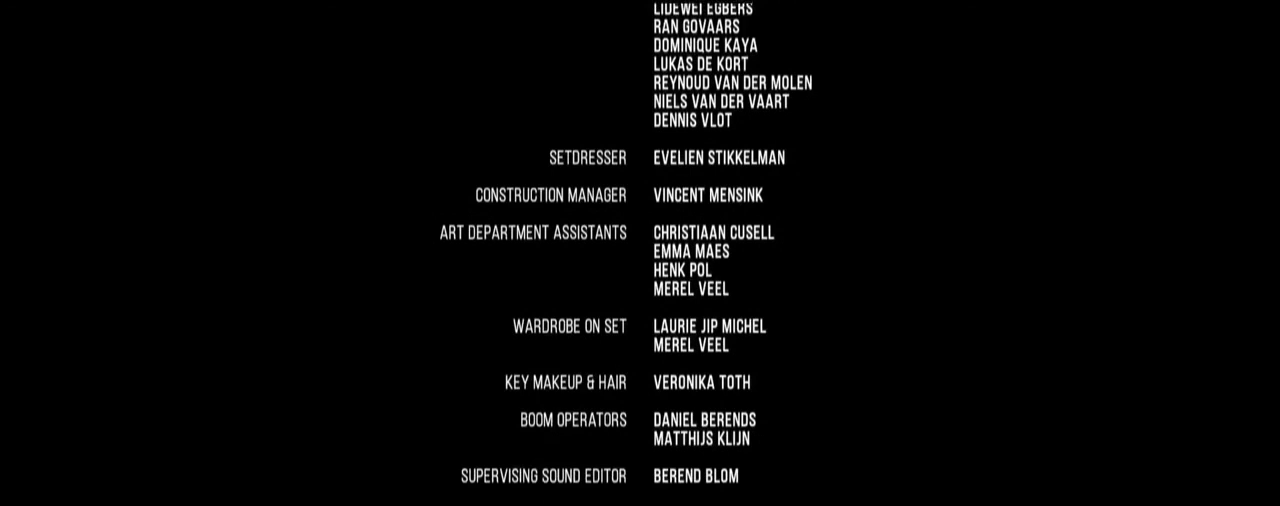 LIDEWEI EGBERS
RAN GOVAARS
DOMINIQUE KAYA
LUKAS DE KORT
REYNOUD VAN DER MOLEN
NIELS VAN DER VAART
DENNIS VLOT
SETDRESSER EVELIEN STIKKELMAN
CONSTRUCTION MANAGER VINCENT MENSINK
ART DEPARTMENT ASSISTANTS CHRISTIAAN CUSELL
EMMA MAES
HENK POL
MEREL VEEL
WARDROBE ON SET LAURIE JIP MICHEL
MEREL VEEL
KEY MAKEUP & HAIR VERONIKA TOTH
BOOM OPERATORS DANIEL BERENDS
MATTHIJS KLIJN
SUPERVISING SOUND EDITOR BEREND BLOM